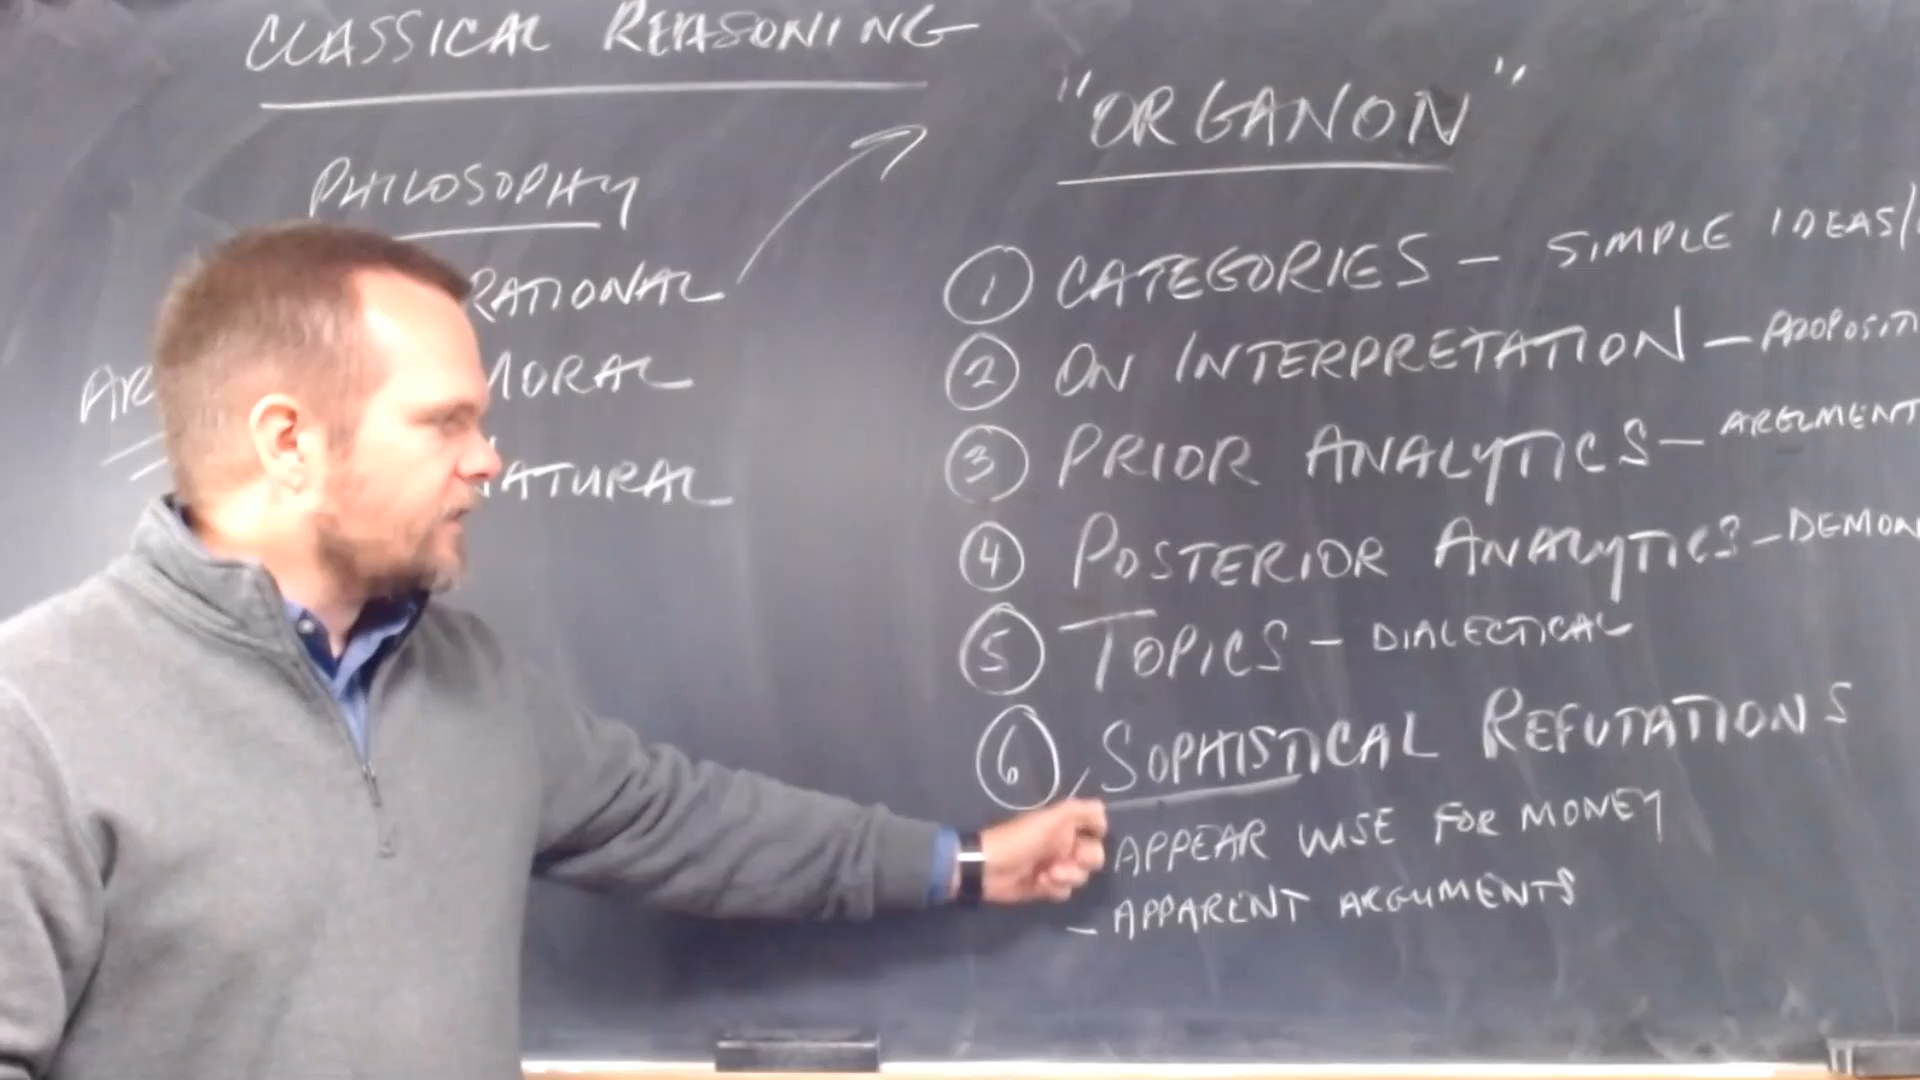 CLASSICAL REASONING
PHILOSOPHY
RATIONAL
AR
MORAL
NATURAL
"ORGANON"
1 CATEGORIES - SIMPLE IDEAS/
2 ON INTERPRETATION - PROPOSITI
3 PRIOR ANALYTICS - ARGUMENT
4 POSTERIOR ANALYTICS - DEMON
5 TOPICS - DIALECTICAL
6 SOPHISTICAL REFUTATIONS
APPEAR WISE FOR MONEY
- APPARENT ARGUMENTS